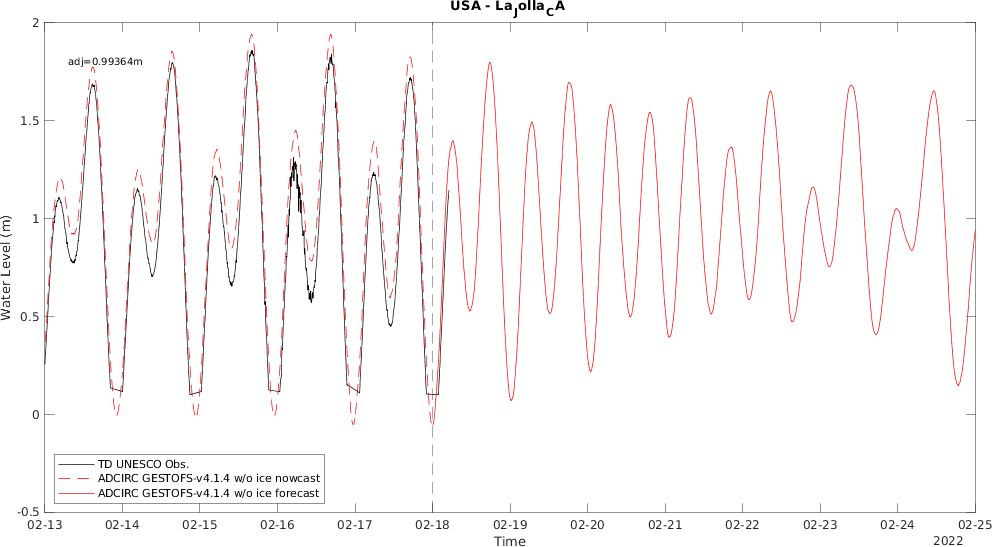 USA - LaJollaCA
adj=0.99364m
Water Level (m)
2
1.5
1
0.5
0
-0.5
TD UNESCO Obs.
ADCIRC GESTOFS-v4.1.4 w/o ice nowcast
ADCIRC GESTOFS-v4.1.4 w/o ice forecast
02-13 02-14 02-15 02-16 02-17 02-18 02-19 02-20 02-21 02-22 02-23 02-24 02-25
Time
2022